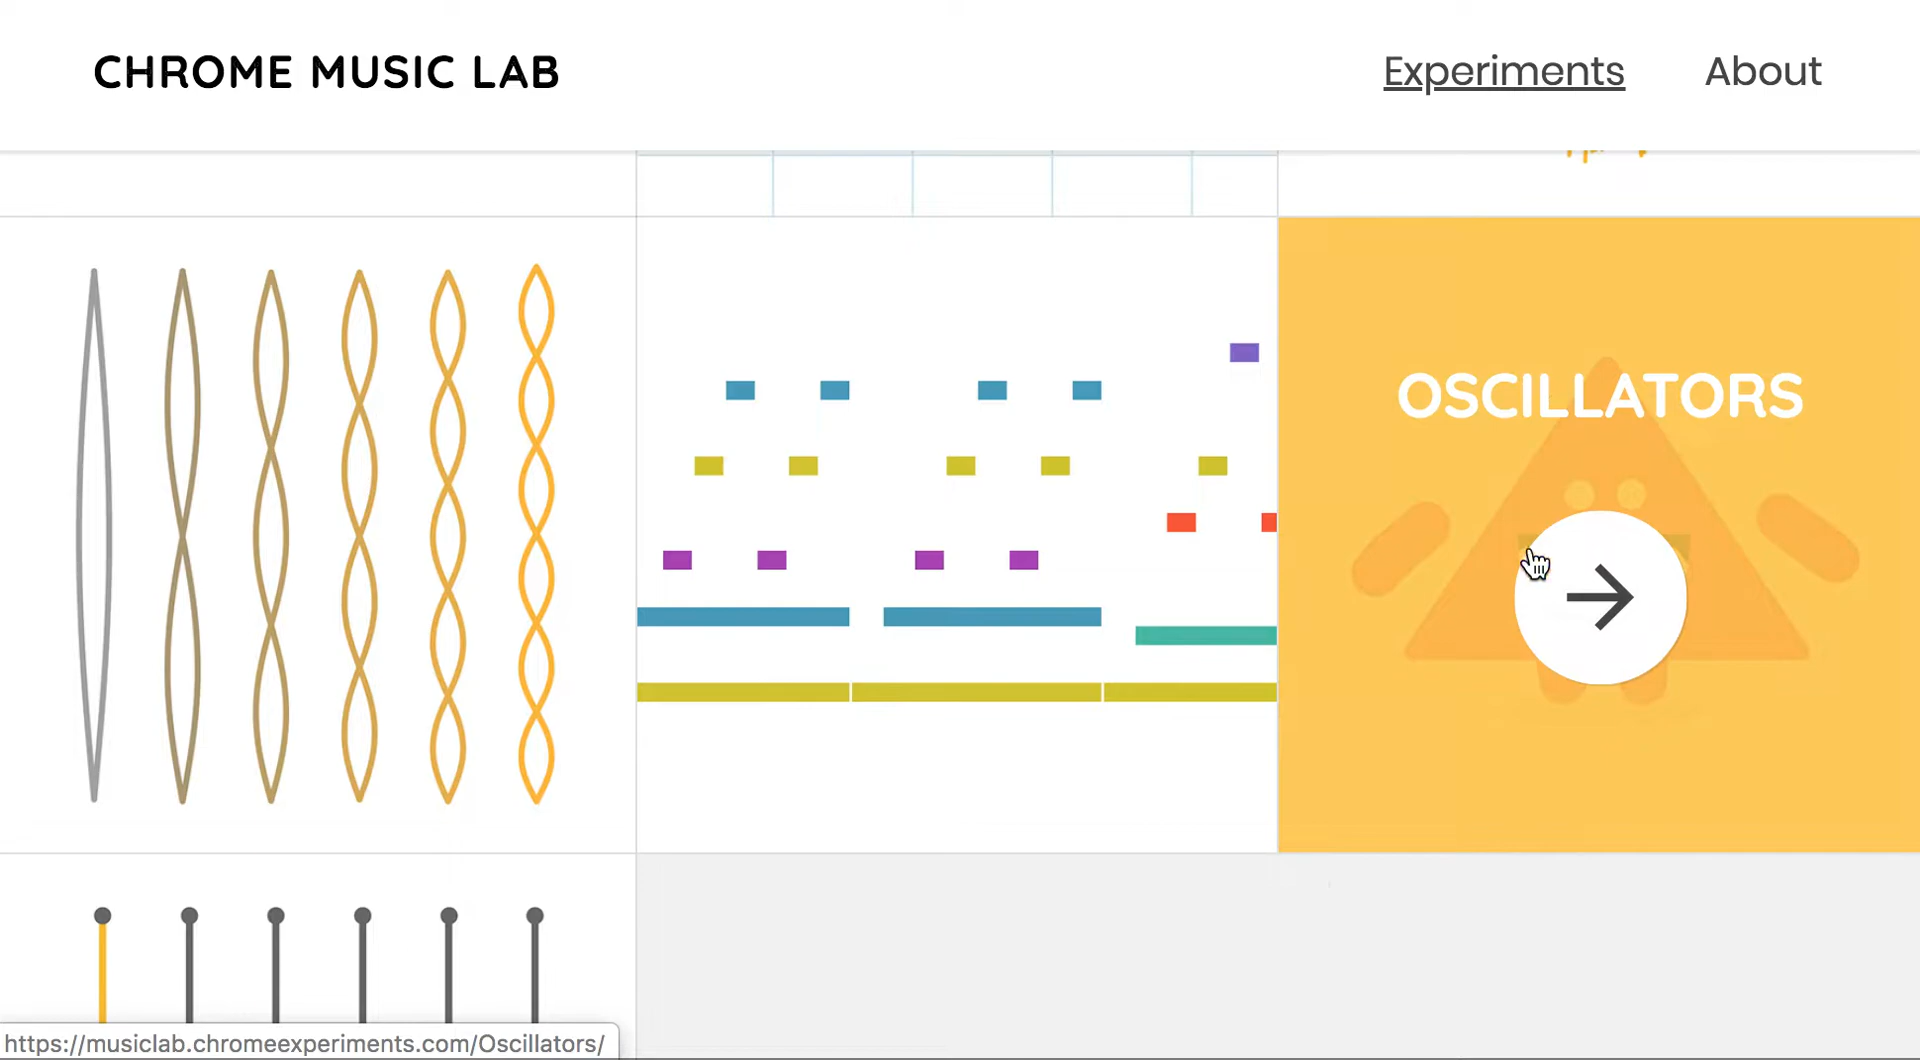 CHROME MUSIC LAB
Experiments
About
OSCILLATORS
https://musiclab.chromeexperiments.com/Oscillators/